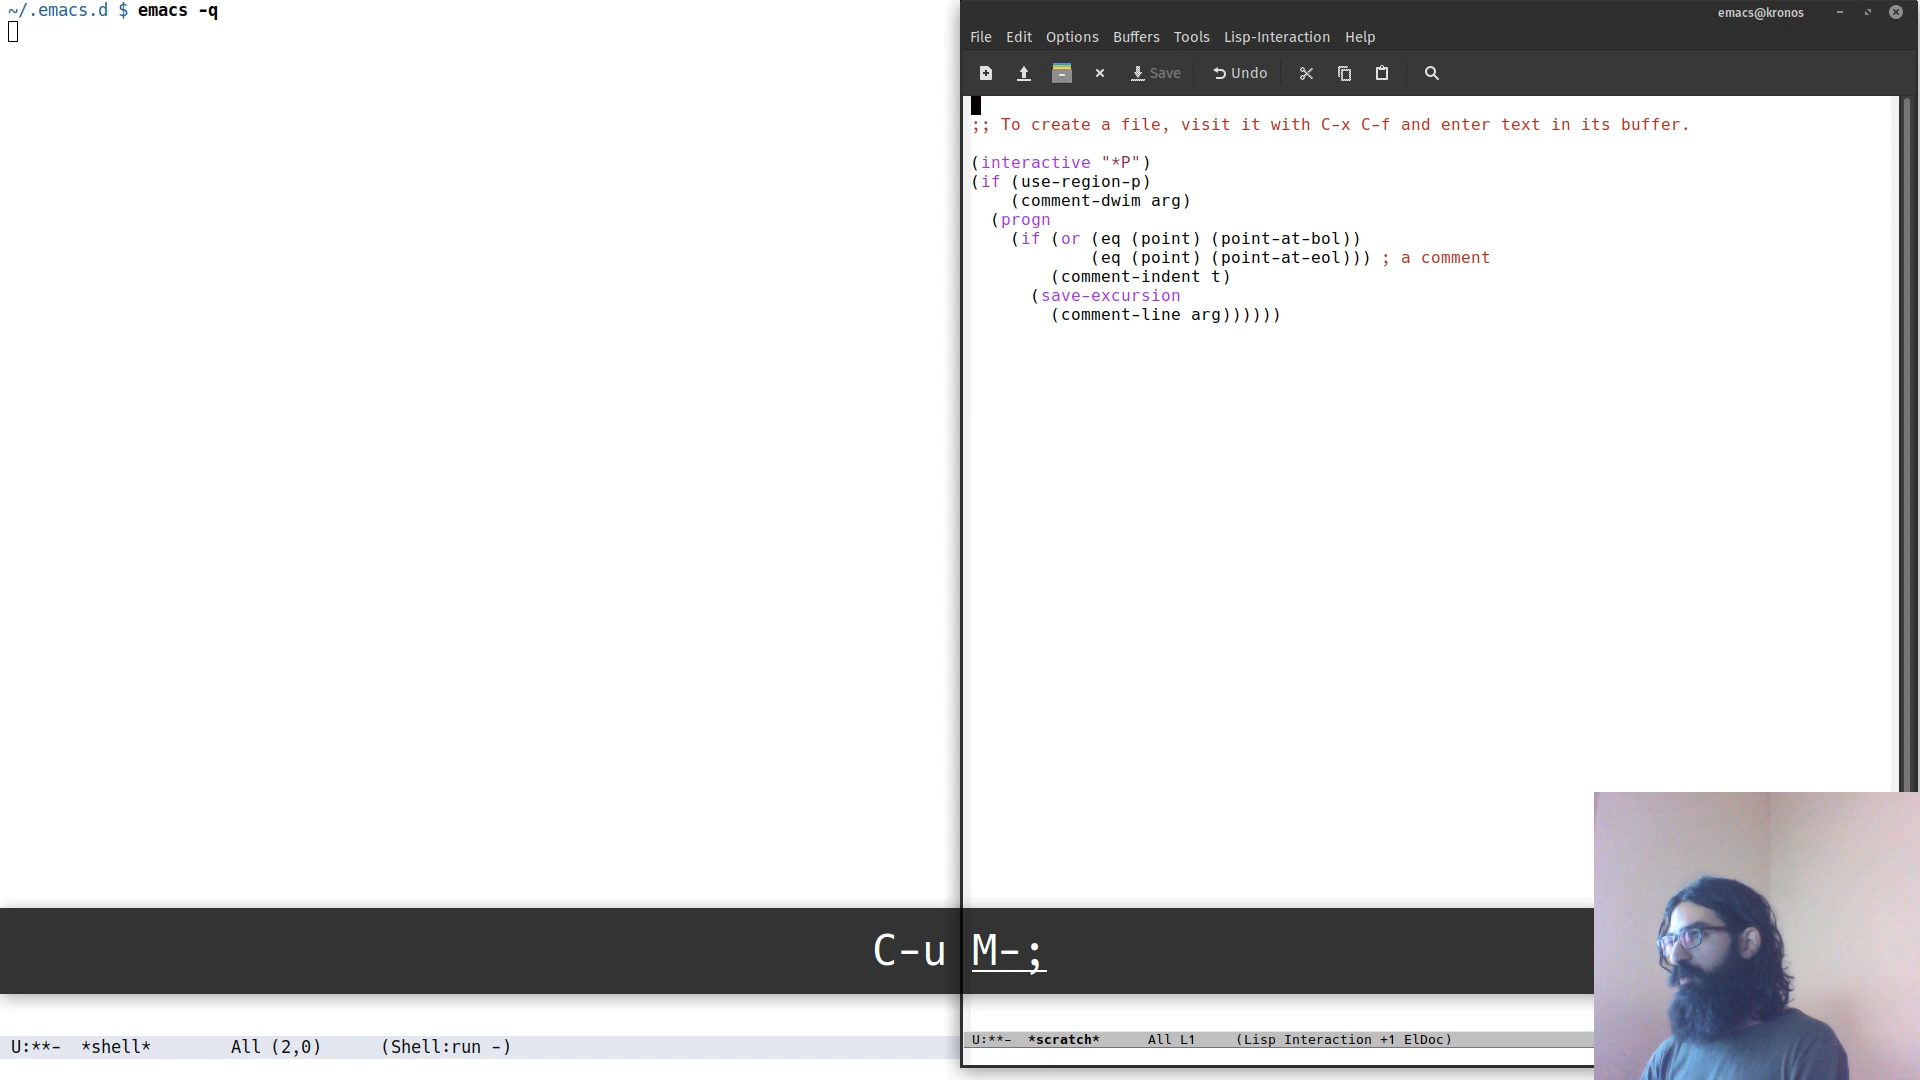 ~/.emacs.d $ emacs -q
emacs@kronos
File Edit Options Buffers Tools Lisp-Interaction Help
Save Undo
;; To create a file, visit it with C-x C-f and enter text in its buffer.
(interactive "*P")
(if (use-region-p)
    (comment-dwim arg)
  (progn
    (if (or (eq (point) (point-at-bol))
            (eq (point) (point-at-eol))) ; a comment
        (comment-indent t)
      (save-excursion
        (comment-line arg))))))
C-u M-;
U:**-  *shell*        All (2,0)      (Shell:run -)
U:**-  *scratch*      All L1     (Lisp Interaction +1 ElDoc)